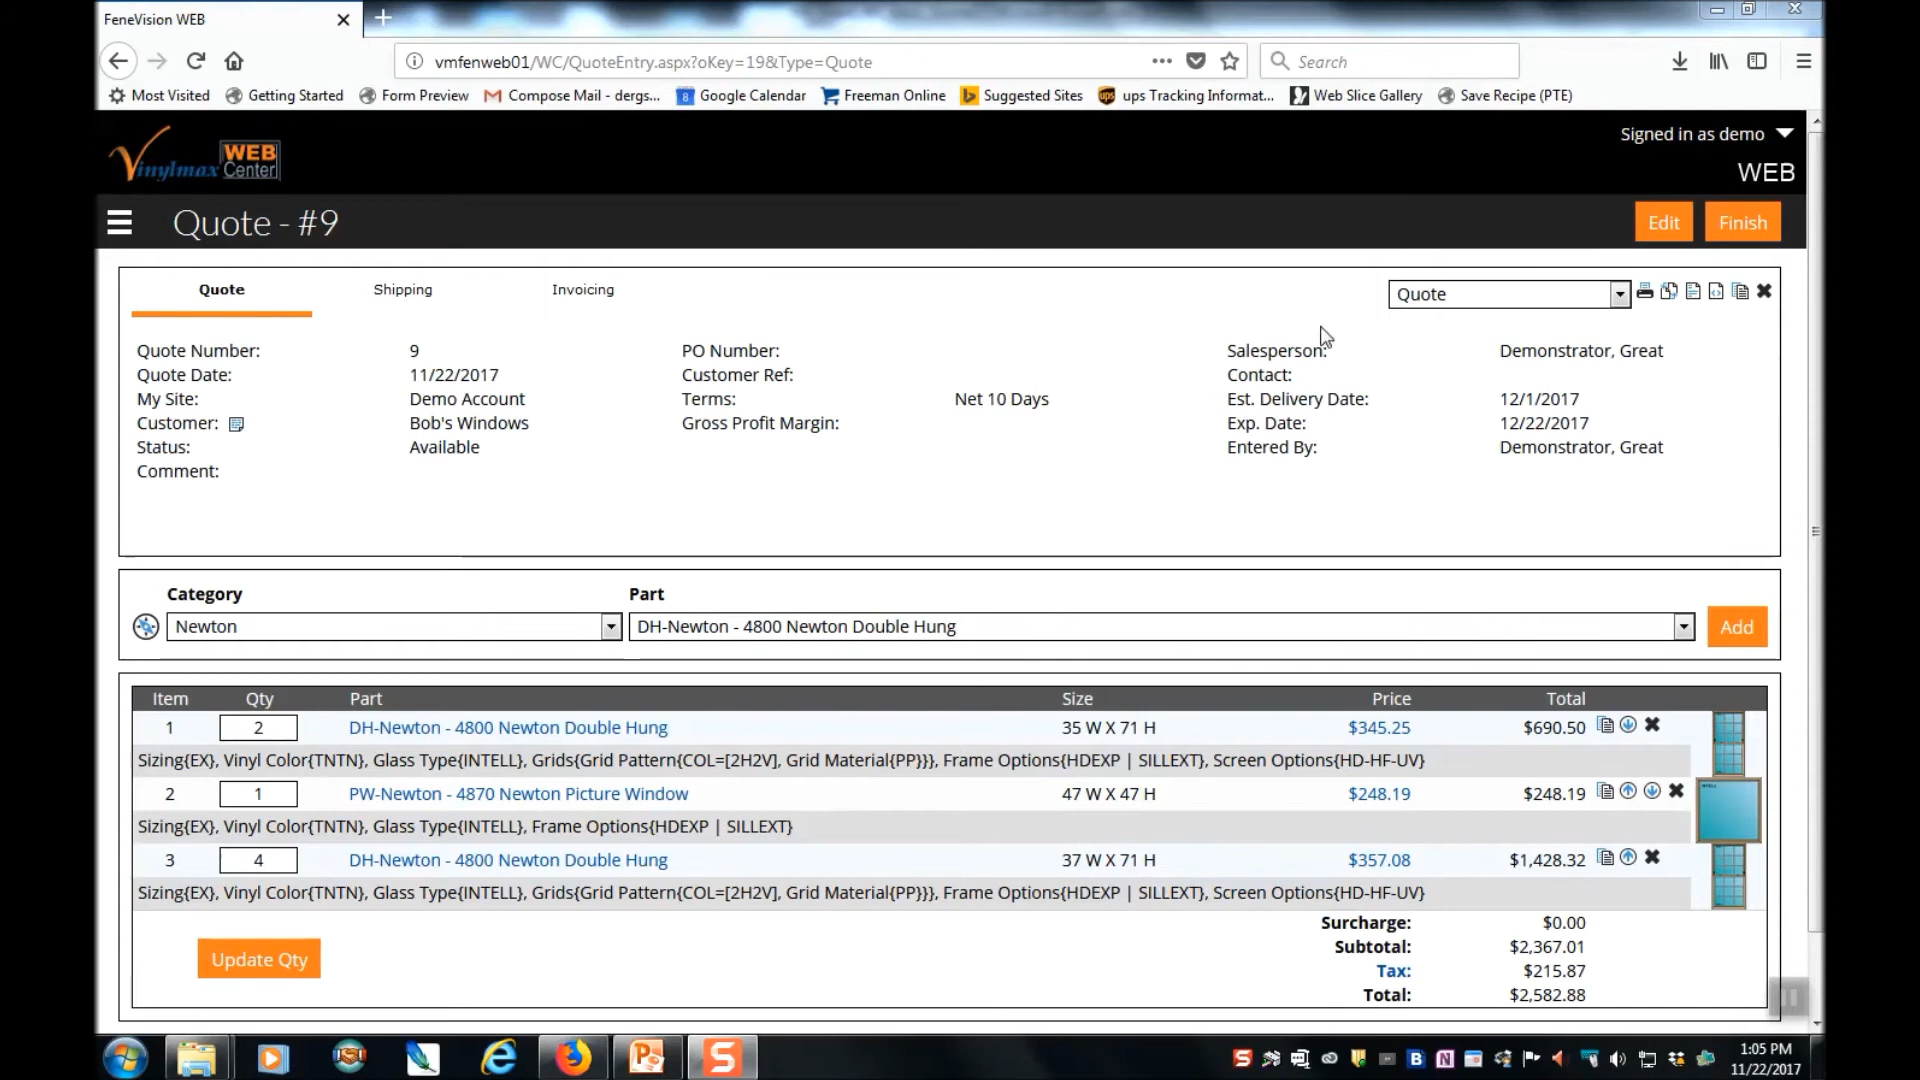 FeneVision WEB
vmfenweb01/WC/QuoteEntry.aspx?oKey=19&Type=Quote
Search
Most Visited Getting Started Form Preview Compose Mail - dergs... Google Calendar Freeman Online Suggested Sites ups Tracking Informat... Web Slice Gallery Save Recipe (PTE)
Vinylmax WEB Center
Signed in as demo
WEB
Quote - #9
Edit Finish
Quote Shipping Invoicing
Quote
Quote Number: 9 PO Number: Salesperson: Demonstrator, Great
Quote Date: 11/22/2017 Customer Ref: Contact:
My Site: Demo Account Terms: Net 10 Days Est. Delivery Date: 12/1/2017
Customer: Bob's Windows Gross Profit Margin: Exp. Date: 12/22/2017
Status: Available Entered By: Demonstrator, Great
Comment:
Category Part
Newton DH-Newton - 4800 Newton Double Hung Add
Item Qty Part Size Price Total
1 2 DH-Newton - 4800 Newton Double Hung 35 W X 71 H $345.25 $690.50
Sizing{EX}, Vinyl Color{TNTN}, Glass Type{INTELL}, Grids{Grid Pattern{COL=[2H2V], Grid Material{PP}}}, Frame Options{HDEXP | SILLEXT}, Screen Options{HD-HF-UV}
2 1 PW-Newton - 4870 Newton Picture Window 47 W X 47 H $248.19 $248.19
Sizing{EX}, Vinyl Color{TNTN}, Glass Type{INTELL}, Frame Options{HDEXP | SILLEXT}
3 4 DH-Newton - 4800 Newton Double Hung 37 W X 71 H $357.08 $1,428.32
Sizing{EX}, Vinyl Color{TNTN}, Glass Type{INTELL}, Grids{Grid Pattern{COL=[2H2V], Grid Material{PP}}}, Frame Options{HDEXP | SILLEXT}, Screen Options{HD-HF-UV}
Surcharge: $0.00
Subtotal: $2,367.01
Update Qty
Tax: $215.87
Total: $2,582.88
1:05 PM
11/22/2017